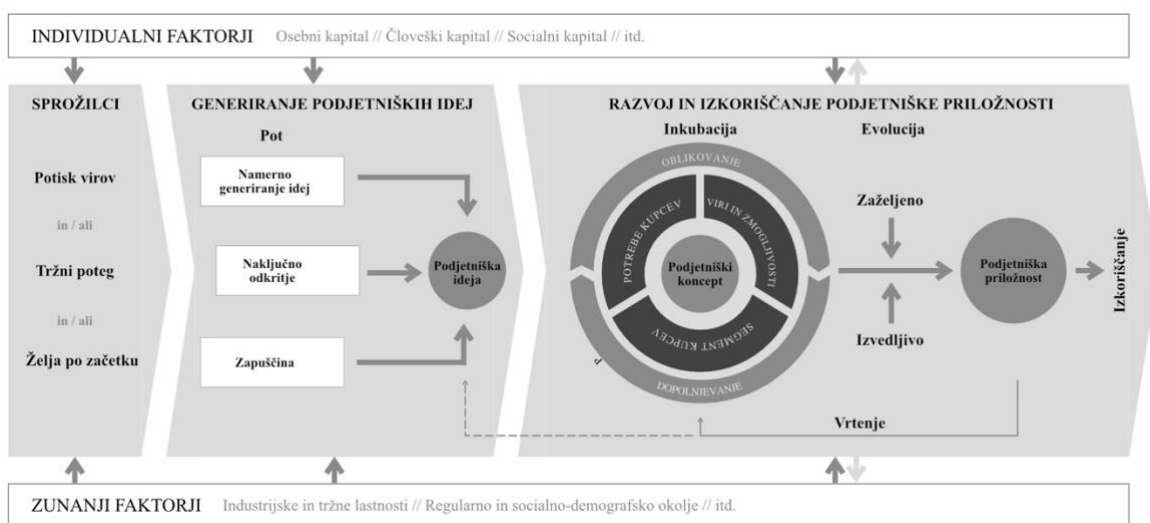 INDIVIDUALNI FAKTORJI Osebni kapital // Človeški kapital // Socialni kapital // itd.
SPROŽILCI
Potisk virov
in / ali
Tržni poteg
in / ali
Želja po začetku
GENERIRANJE PODJETNIŠKIH IDEJ
Pot
Namerno
generiranje idej
Naključno
odkritje
Zapuščina
Podjetniška
ideja
RAZVOJ IN IZKORIŠČANJE PODJETNIŠKE PRILOŽNOSTI
Inkubacija
OBLIKOVANJE
POTREBE KUPCEV
VIRI IN ZMOGLJIVOSTI
Podjetniški
koncept
SEGMENT KUPCEV
DOPOLNJEVANJE
Evolucija
Zaželjeno
Izvedljivo
Podjetniška
priložnost
Izkoriščanje
Vrtenje
ZUNANJI FAKTORJI Industrijske in tržne lastnosti // Regularno in socialno-demografsko okolje // itd.